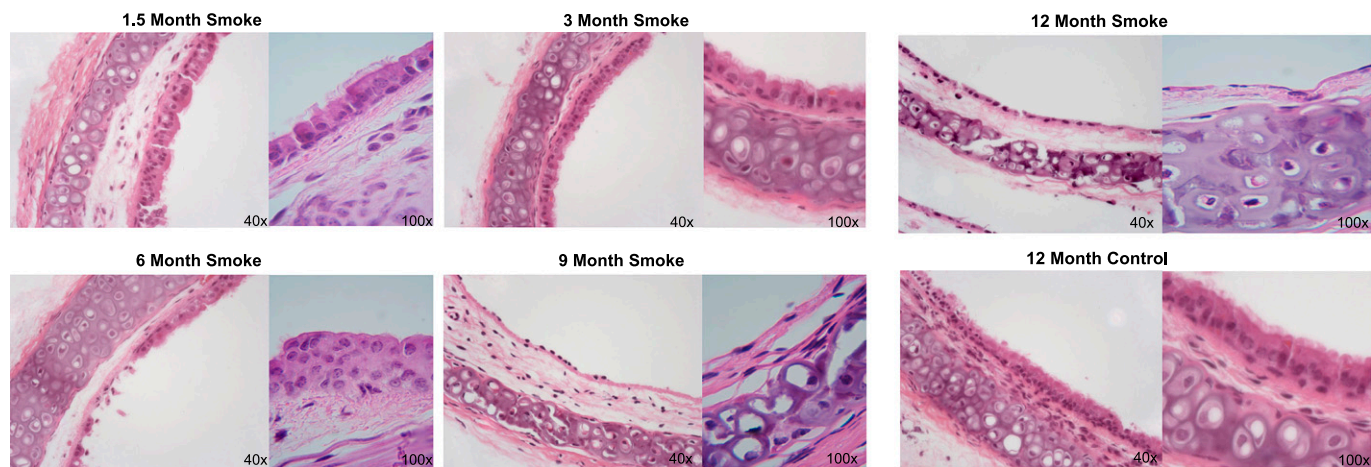 1.5 Month Smoke
3 Month Smoke
12 Month Smoke
40x
100x
40x
100x
40x
100x
6 Month Smoke
9 Month Smoke
12 Month Control
40x
100x
40x
100x
40x
100x